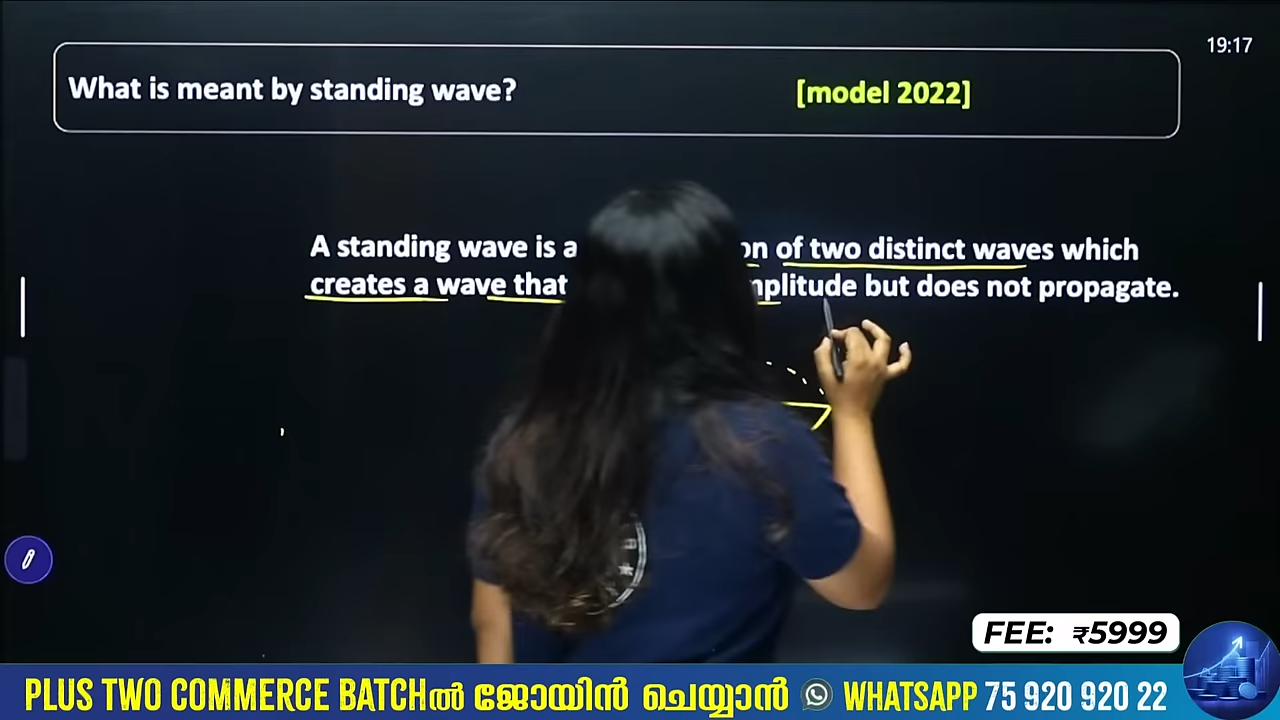 19:17
What is meant by standing wave? [model 2022]
A standing wave is a on of two distinct waves which
creates a wave that mplitude but does not propagate.
FEE: ₹5999
PLUS TWO COMMERCE BATCHൽ ജോയിൻ ചെയ്യാൻ WHATSAPP 75 920 920 22